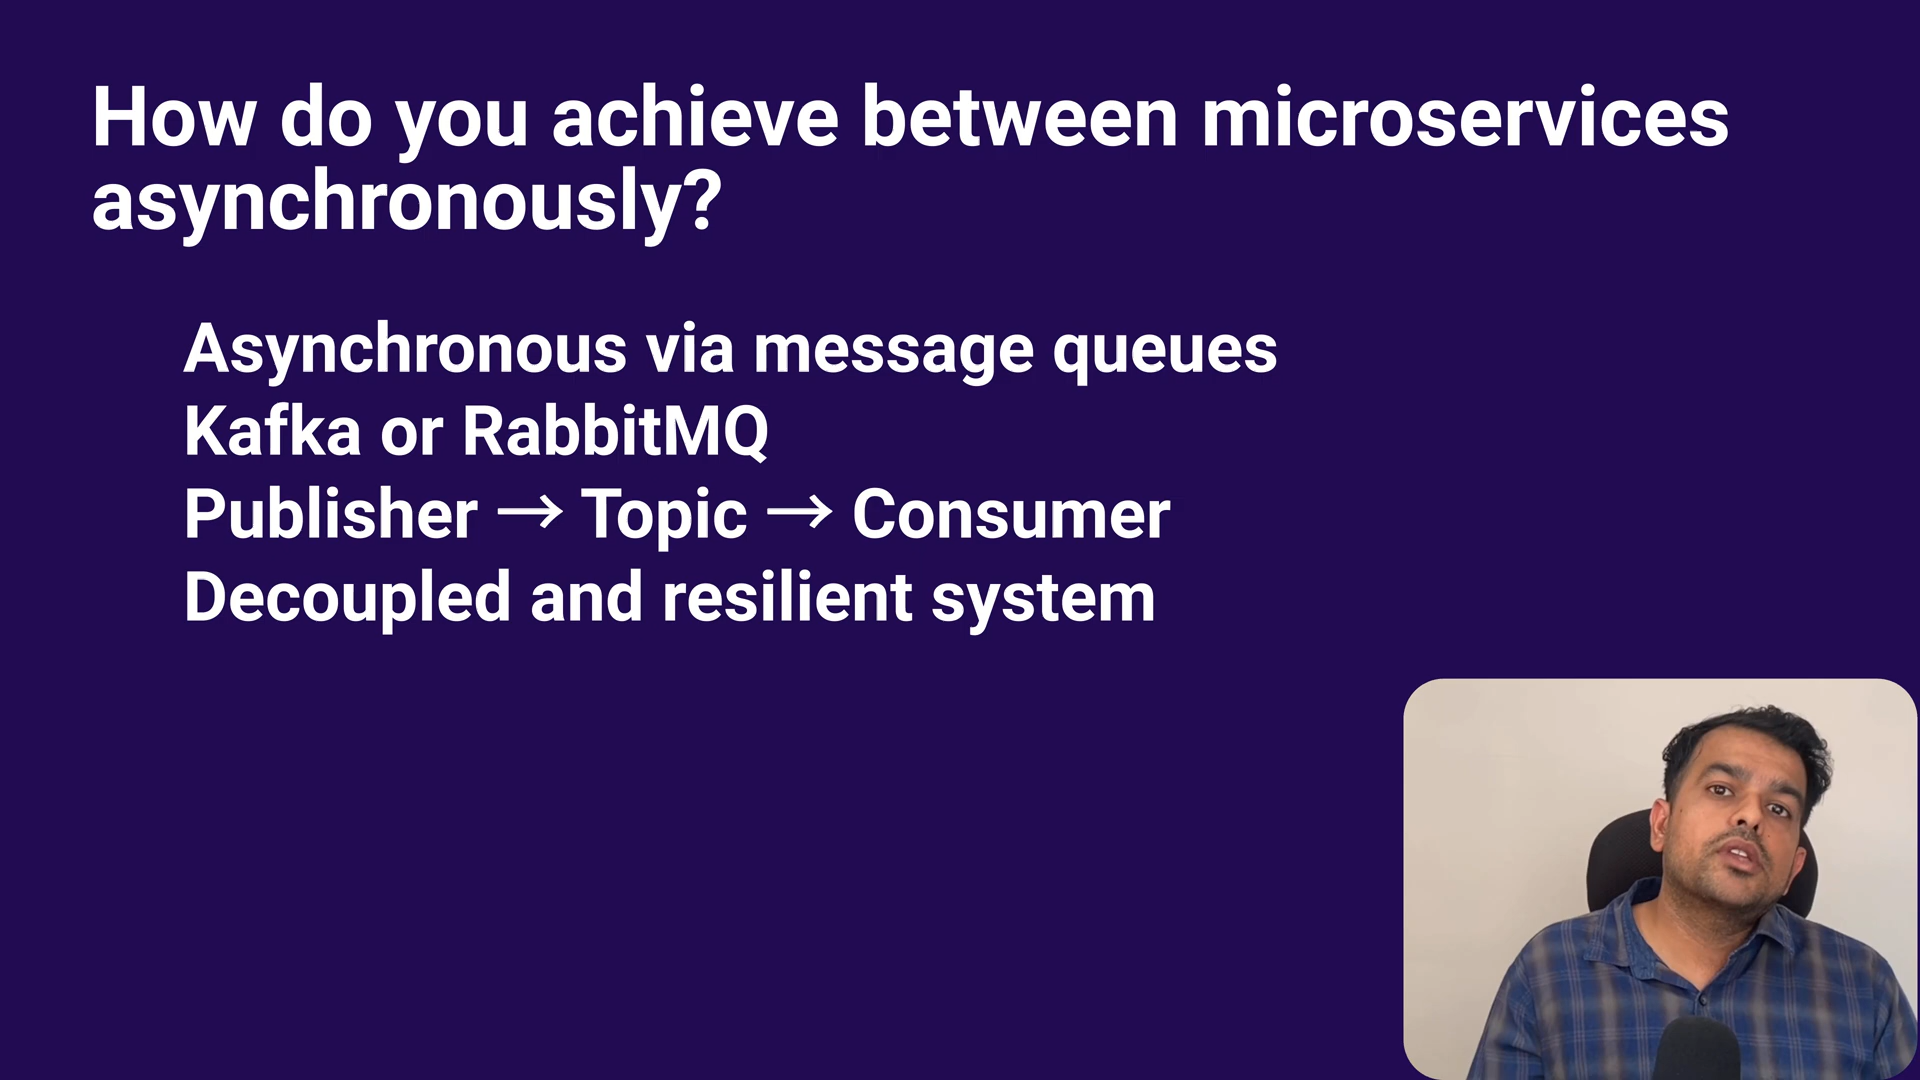 How do you achieve between microservices
asynchronously?
Asynchronous via message queues
Kafka or RabbitMQ
Publisher → Topic → Consumer
Decoupled and resilient system